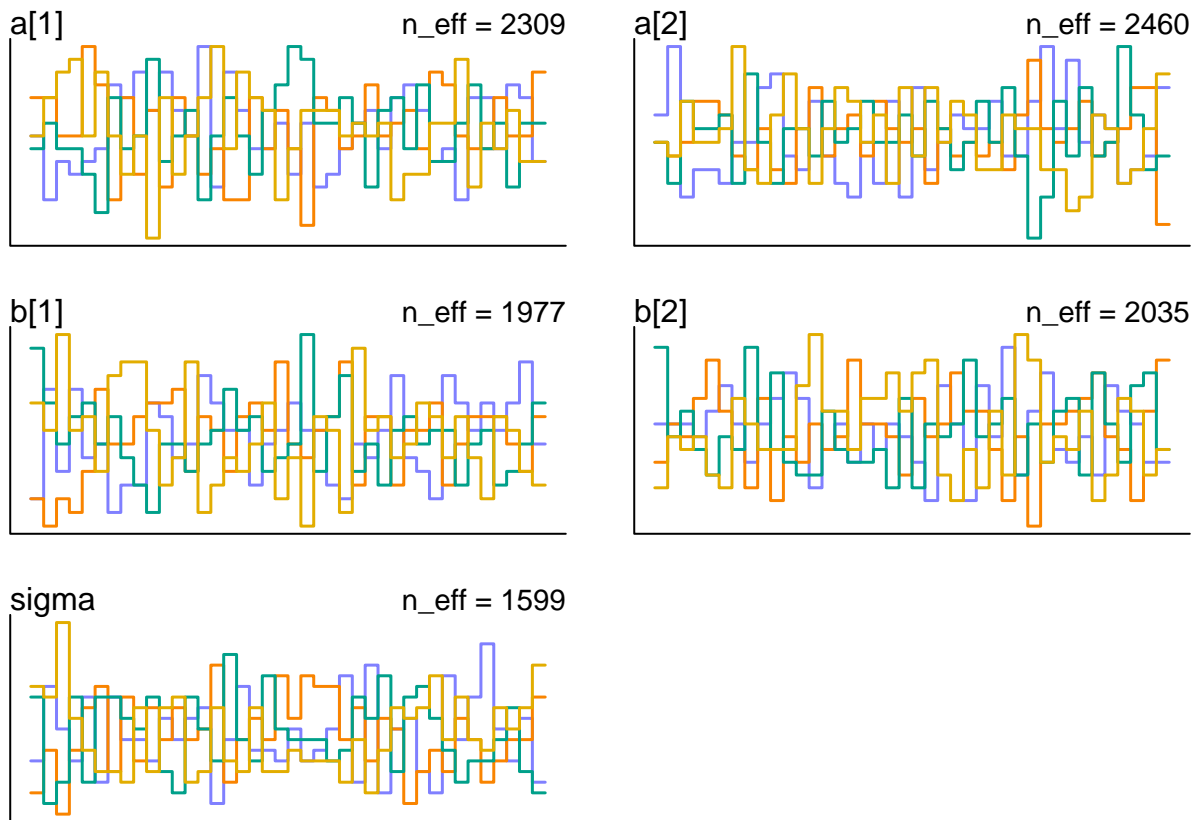 a[1] n_eff = 2309
a[2] n_eff = 2460
b[1] n_eff = 1977
b[2] n_eff = 2035
sigma n_eff = 1599